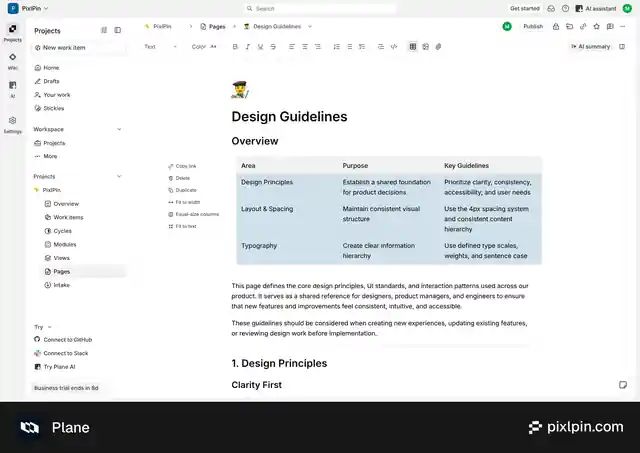 P PixlPin
Search
Get started
AI assistant
M
Projects
Wiki
AI
Settings
Projects
New work item
Home
Drafts
Your work
Stickies
Workspace
Projects
More
Projects
PixlPin
Overview
Work items
Cycles
Modules
Views
Pages
Intake
Try
Connect to GitHub
Connect to Slack
Try Plane AI
Business trial ends in 8d
PixlPin > Pages > Design Guidelines
M
Publish
Text
Color Aa
B I U S
AI summary
Copy link
Delete
Duplicate
Fit to width
Equal-size columns
Fit to text
Design Guidelines
Overview
Area Purpose Key Guidelines
Design Principles Establish a shared foundation for product decisions Prioritize clarity, consistency, accessibility, and user needs
Layout & Spacing Maintain consistent visual structure Use the 4px spacing system and consistent content hierarchy
Typography Create clear information hierarchy Use defined type scales, weights, and sentence case
This page defines the core design principles, UI standards, and interaction patterns used across our
product. It serves as a shared reference for designers, product managers, and engineers to ensure
that new features and improvements feel consistent, intuitive, and accessible.
These guidelines should be considered when creating new experiences, updating existing features,
or reviewing design work before implementation.
1. Design Principles
Clarity First
Plane
pixlpin.com